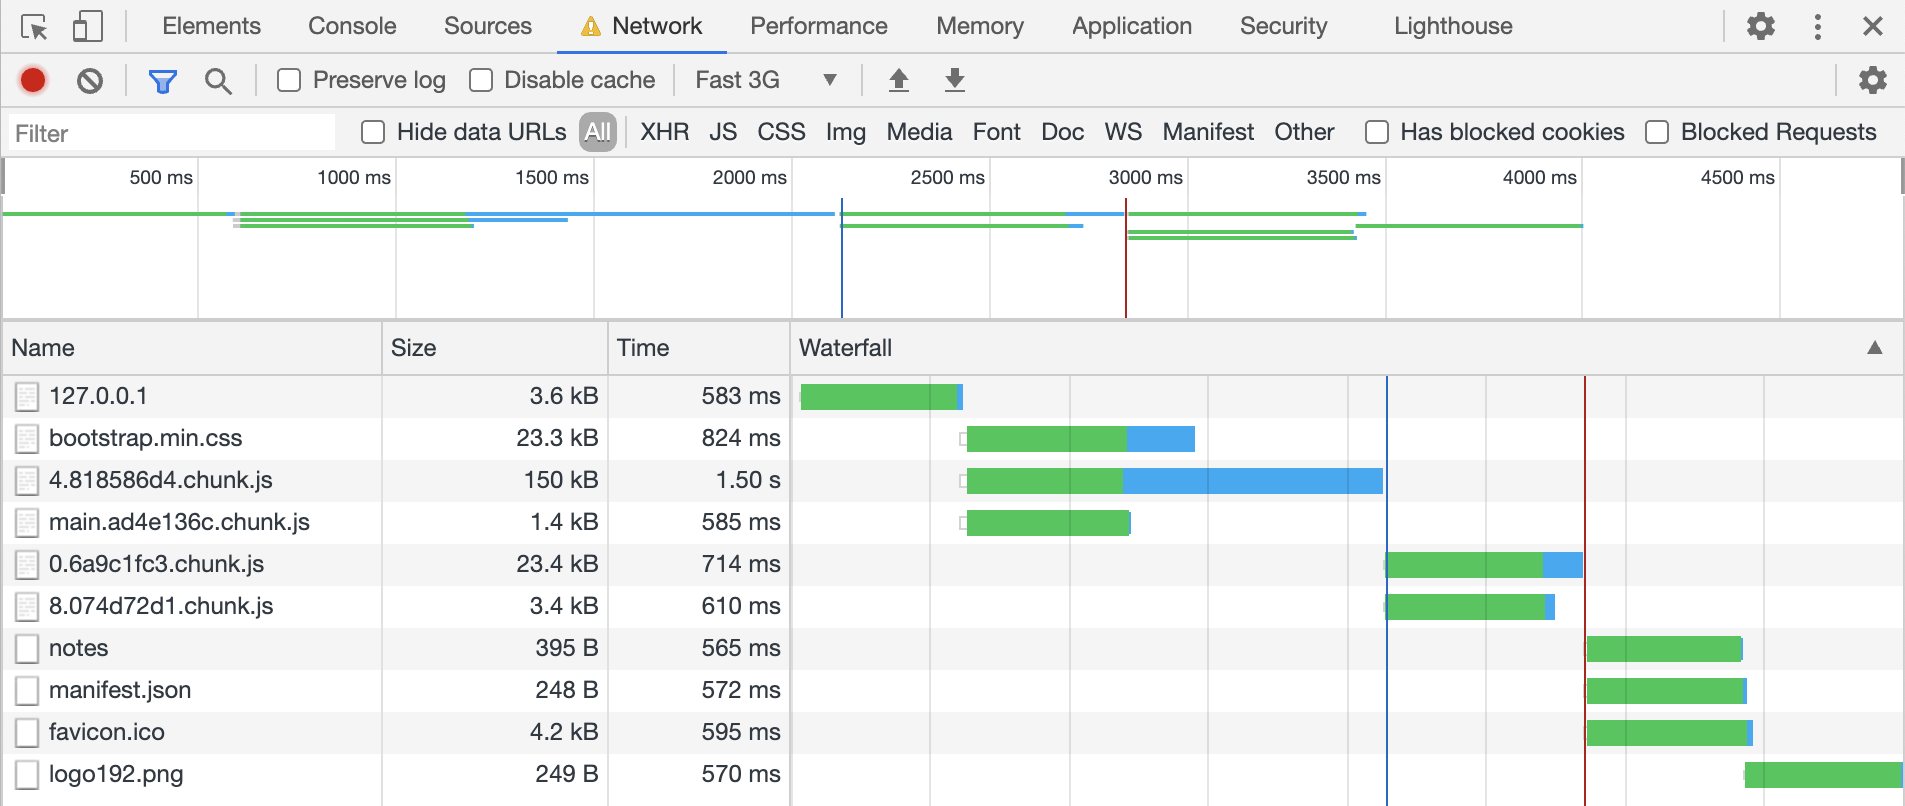 Elements Console Sources Network Performance Memory Application Security Lighthouse
Preserve log Disable cache Fast 3G
Filter Hide data URLs All XHR JS CSS Img Media Font Doc WS Manifest Other Has blocked cookies Blocked Requests
500 ms 1000 ms 1500 ms 2000 ms 2500 ms 3000 ms 3500 ms 4000 ms 4500 ms
Name Size Time Waterfall
127.0.0.1 3.6 kB 583 ms
bootstrap.min.css 23.3 kB 824 ms
4.818586d4.chunk.js 150 kB 1.50 s
main.ad4e136c.chunk.js 1.4 kB 585 ms
0.6a9c1fc3.chunk.js 23.4 kB 714 ms
8.074d72d1.chunk.js 3.4 kB 610 ms
notes 395 B 565 ms
manifest.json 248 B 572 ms
favicon.ico 4.2 kB 595 ms
logo192.png 249 B 570 ms